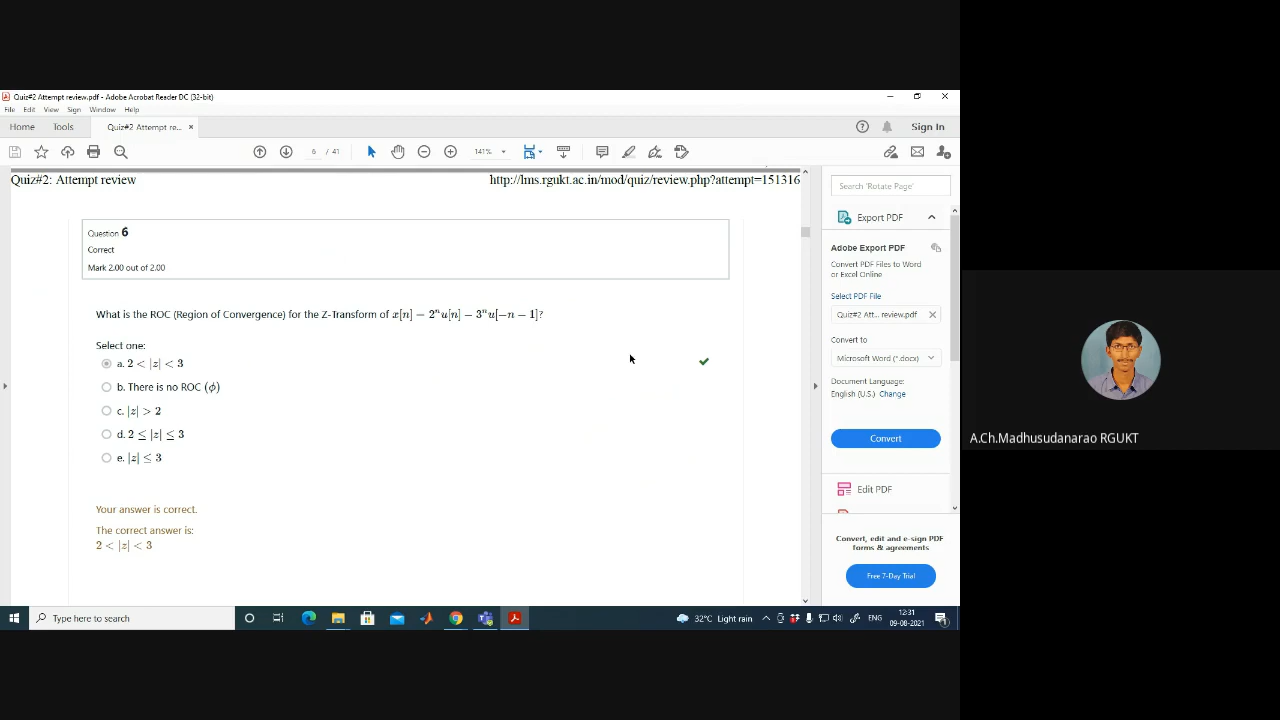 Quiz#2 Attempt review.pdf - Adobe Acrobat Reader DC (32-bit)
File Edit View Sign Window Help
Home Tools Quiz#2 Attempt re... × Sign In
6 / 41 141%
Quiz#2: Attempt review http://lms.rgukt.ac.in/mod/quiz/review.php?attempt=151316
Search 'Rotate Page'
Export PDF
Question 6
Correct
Mark 2.00 out of 2.00
Adobe Export PDF
Convert PDF Files to Word
or Excel Online
Select PDF File
Quiz#2 Att... review.pdf
What is the ROC (Region of Convergence) for the Z-Transform of x[n] − 2ⁿu[n] − 3ⁿu[−n − 1]?
Select one:
a. 2 < |z| < 3
b. There is no ROC (ϕ)
c. |z| > 2
d. 2 ≤ |z| ≤ 3
e. |z| ≤ 3
Convert to
Microsoft Word (*.docx)
Document Language:
English (U.S.) Change
Convert
Edit PDF
Your answer is correct.
The correct answer is:
2 < |z| < 3
Convert, edit and e-sign PDF
forms & agreements
Free 7-Day Trial
A.Ch.Madhusudanarao RGUKT
Type here to search
32°C Light rain
ENG
12:31
09-08-2021